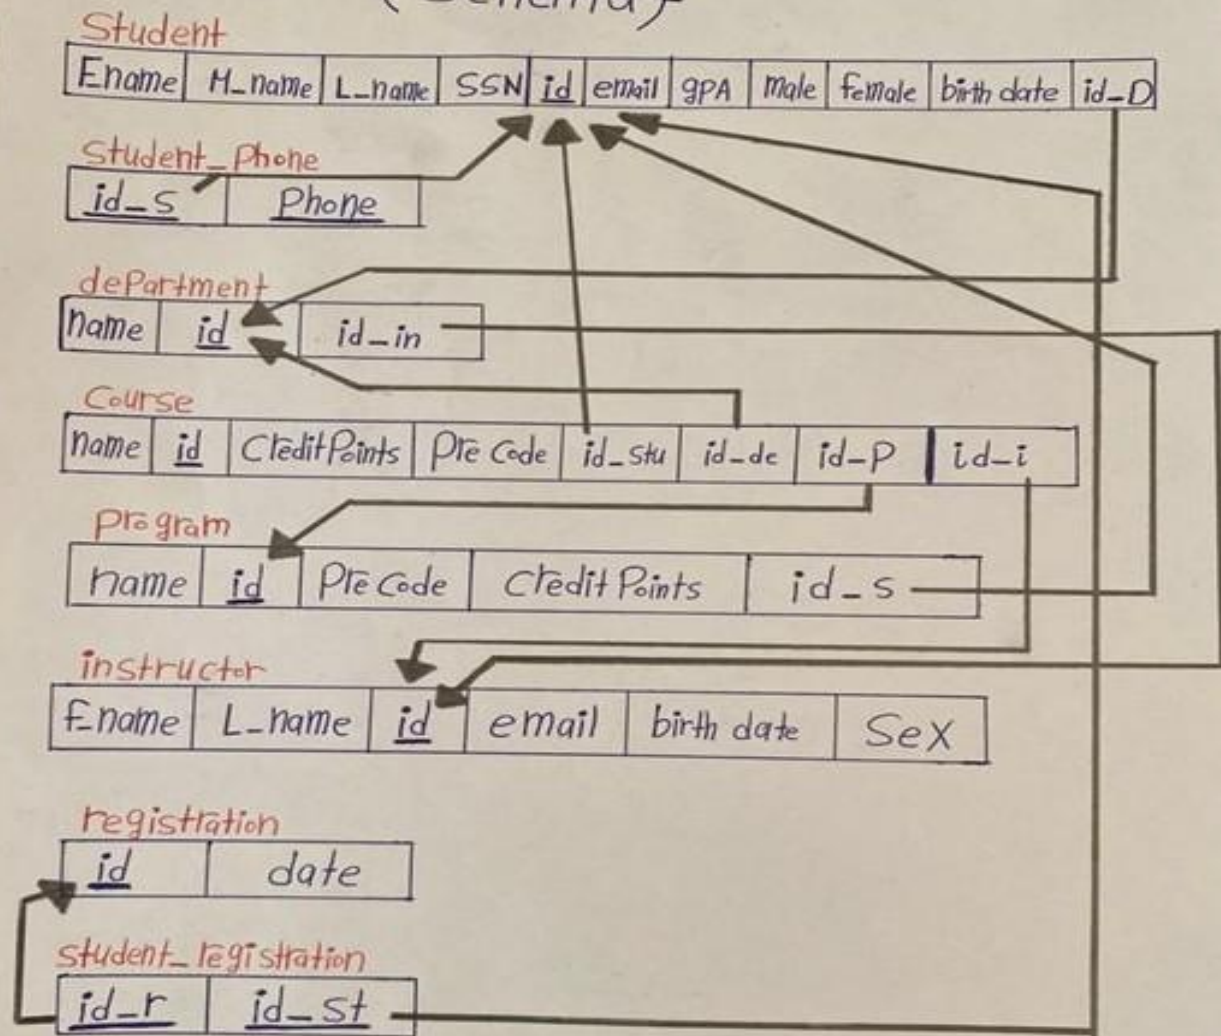 (Schema)
Student
Ename M_name L_name SSN id email gPA male female birth date id_D
Student_Phone
id_s Phone
dePartment
name id id_in
Course
name id CreditPoints Pre Code id_stu id_de id_P id_i
Program
name id Pre Code Credit Points id_s
instructor
Fname L_name id email birth date Sex
registration
id date
student_registration
id_r id_st